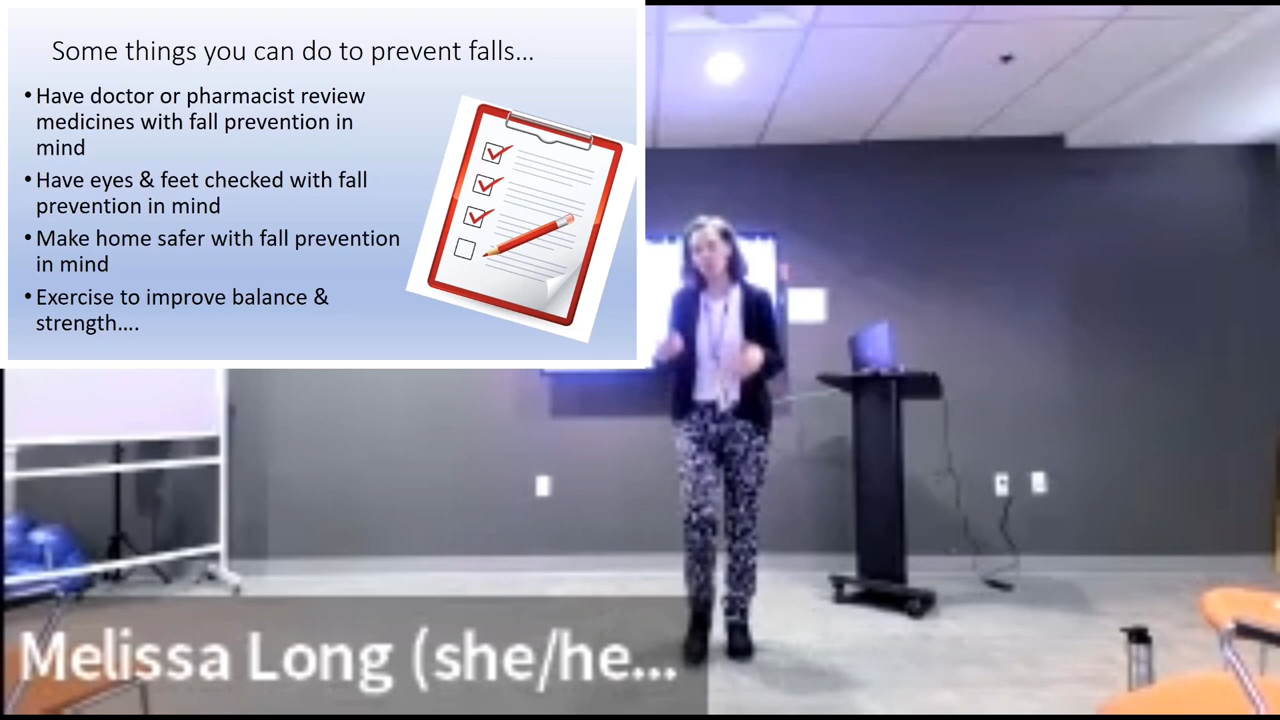 Some things you can do to prevent falls...
• Have doctor or pharmacist review
medicines with fall prevention in
mind
• Have eyes & feet checked with fall
prevention in mind
• Make home safer with fall prevention
in mind
• Exercise to improve balance &
strength....
Melissa Long (she/he...